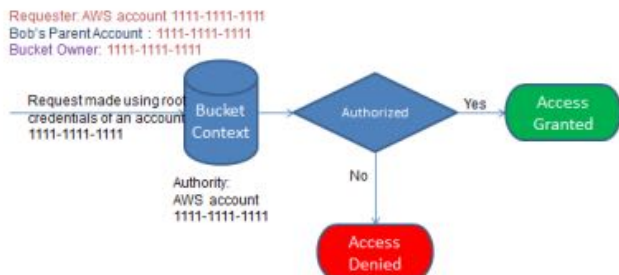 Requester: AWS account 1111-1111-1111
Bob's Parent Account : 1111-1111-1111
Bucket Owner: 1111-1111-1111
Request made using root
credentials of an account
1111-1111-1111
Bucket
Context
Authorized
Yes
Access
Granted
Authority:
AWS account
1111-1111-1111
No
Access
Denied